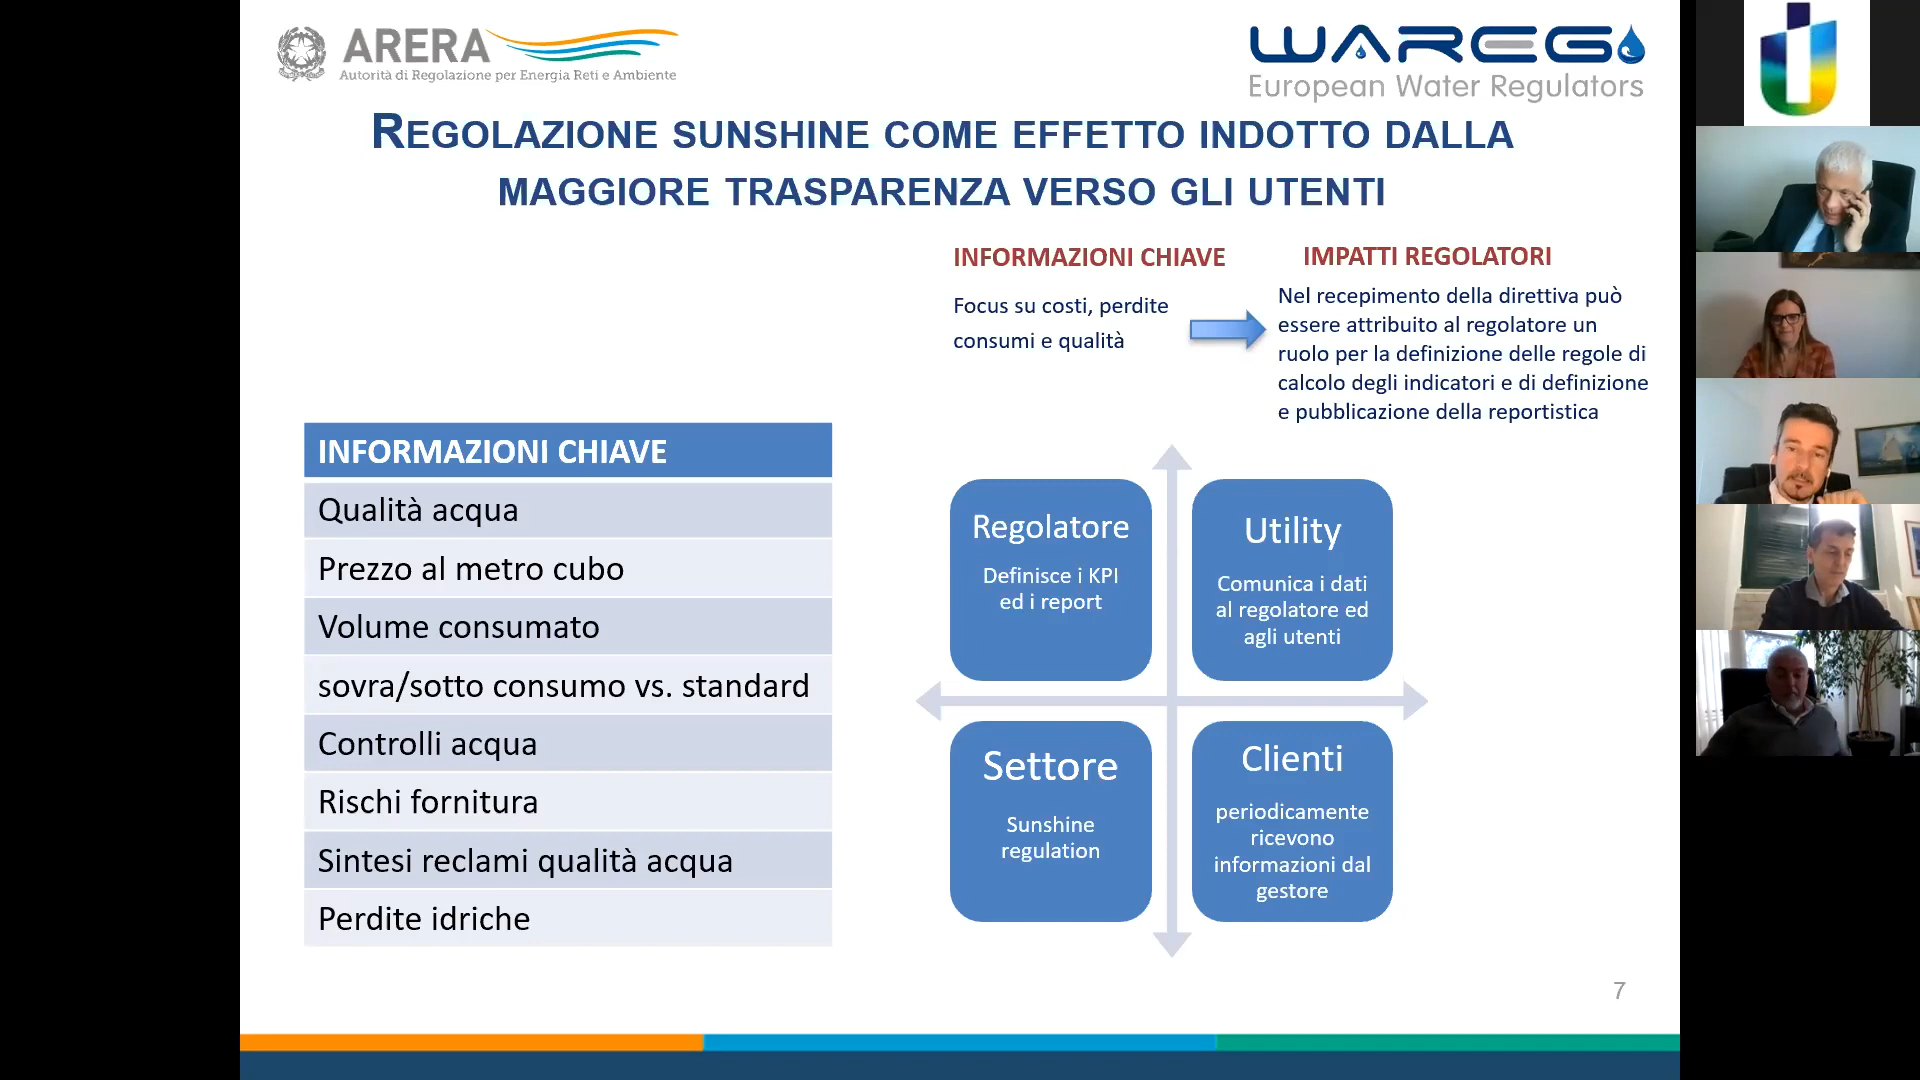 ARERA
Autorità di Regolazione per Energia Reti e Ambiente
WAREG
European Water Regulators
REGOLAZIONE SUNSHINE COME EFFETTO INDOTTO DALLA
MAGGIORE TRASPARENZA VERSO GLI UTENTI
INFORMAZIONI CHIAVE
Focus su costi, perdite
consumi e qualità
IMPATTI REGOLATORI
Nel recepimento della direttiva può
essere attribuito al regolatore un
ruolo per la definizione delle regole di
calcolo degli indicatori e di definizione
e pubblicazione della reportistica
INFORMAZIONI CHIAVE
Qualità acqua
Prezzo al metro cubo
Volume consumato
sovra/sotto consumo vs. standard
Controlli acqua
Rischi fornitura
Sintesi reclami qualità acqua
Perdite idriche
Regolatore
Definisce i KPI
ed i report
Utility
Comunica i dati
al regolatore ed
agli utenti
Settore
Sunshine
regulation
Clienti
periodicamente
ricevono
informazioni dal
gestore
7